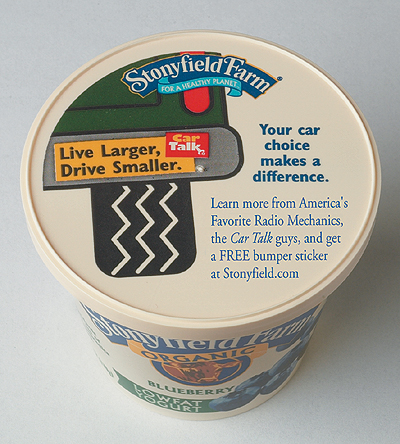 Stonyfield Farm®
FOR A HEALTHY PLANET
Live Larger,
Drive Smaller.
Car
Talk
Your car
choice
makes a
difference.
Learn more from America's
Favorite Radio Mechanics,
the Car Talk guys, and get
a FREE bumper sticker
at Stonyfield.com
Stonyfield Farm
ORGANIC
BLUEBERRY
LOWFAT
YOGURT